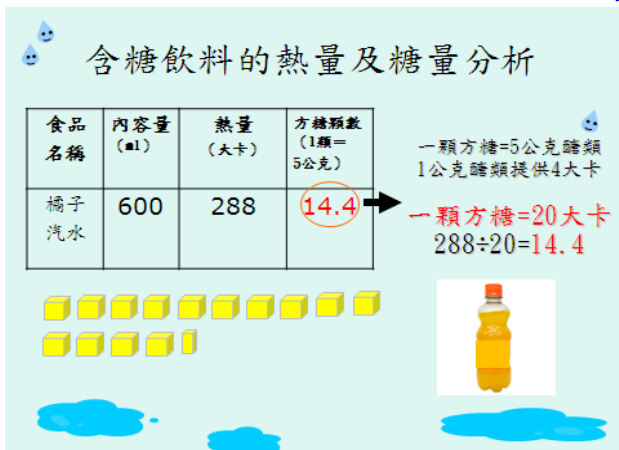 含糖飲料的熱量及糖量分析
食品名稱 內容量(ml) 熱量(大卡) 方糖顆數(1顆=5公克)
橘子汽水 600 288 14.4
一顆方糖=5公克醣類
1公克醣類提供4大卡
一顆方糖=20大卡
288÷20=14.4